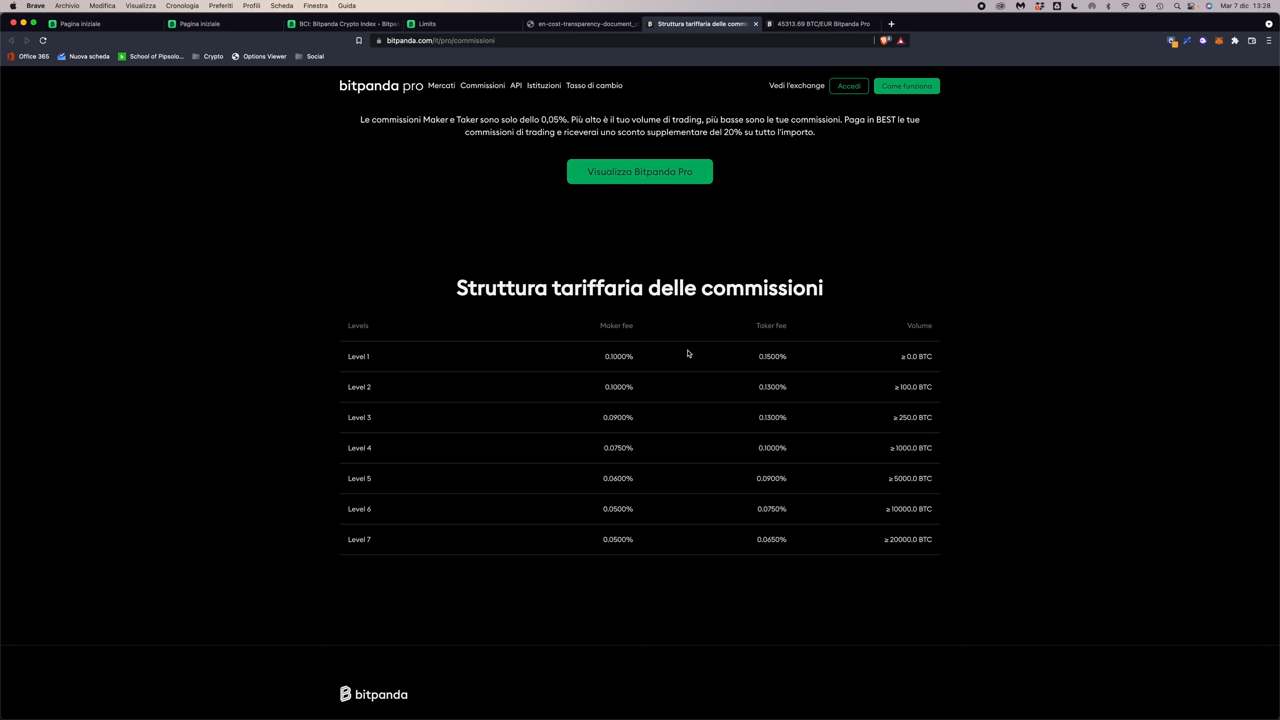 Brave Archivio Modifica Visualizza Cronologia Preferiti Profili Scheda Finestra Guida Mar 7 dic 13:28
Pagina iniziale Pagina iniziale BCI: Bitpanda Crypto Index - Bitpa Limits en-cost-transparency-document_ Struttura tariffaria delle commis 45313.69 BTC/EUR Bitpanda Pro
bitpanda.com/it/pro/commissioni
Office 365 Nuova scheda School of Pipsolo... Crypto Options Viewer Social
bitpanda pro Mercati Commissioni API Istituzioni Tasso di cambio Vedi l'exchange Accedi Come funziona
Le commissioni Maker e Taker sono solo dello 0,05%. Più alto è il tuo volume di trading, più basse sono le tue commissioni. Paga in BEST le tue
commissioni di trading e riceverai uno sconto supplementare del 20% su tutto l'importo.
Visualizza Bitpanda Pro
Struttura tariffaria delle commissioni
Levels Maker fee Taker fee Volume
Level 1 0.1000% 0.1500% ≥ 0.0 BTC
Level 2 0.1000% 0.1300% ≥ 100.0 BTC
Level 3 0.0900% 0.1300% ≥ 250.0 BTC
Level 4 0.0750% 0.1000% ≥ 1000.0 BTC
Level 5 0.0600% 0.0900% ≥ 5000.0 BTC
Level 6 0.0500% 0.0750% ≥ 10000.0 BTC
Level 7 0.0500% 0.0650% ≥ 20000.0 BTC
bitpanda